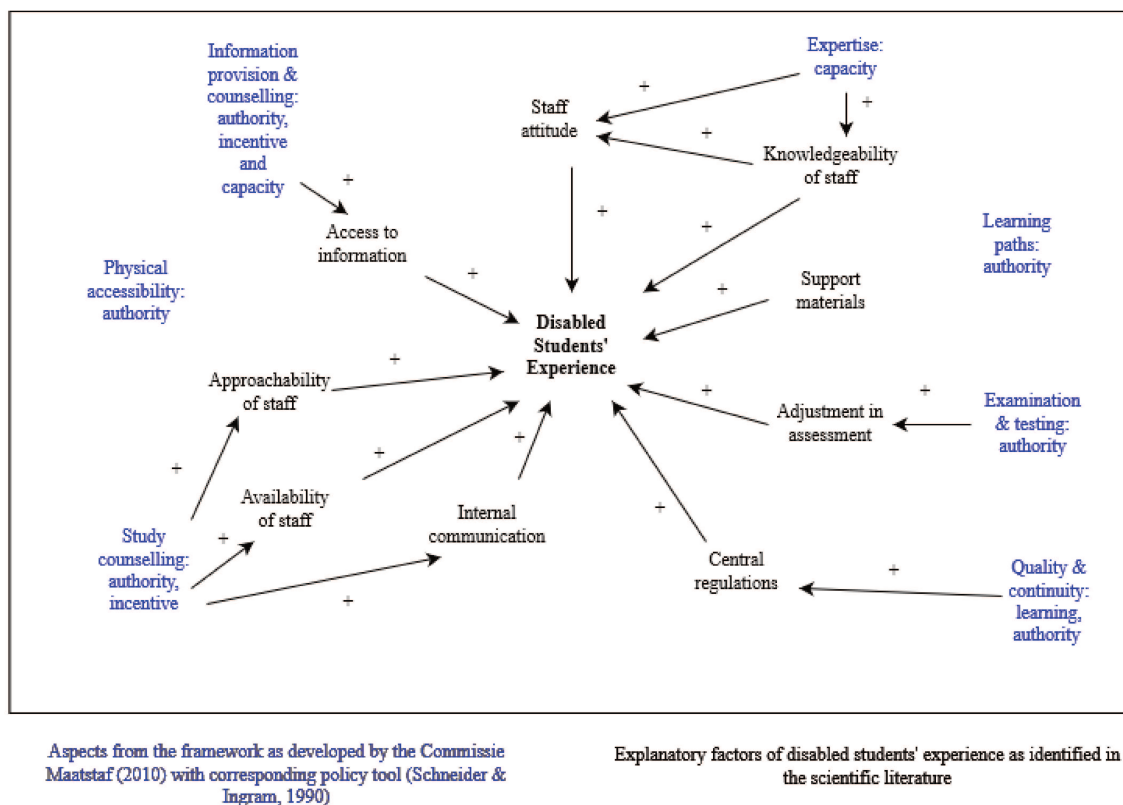 Information
provision &
counselling:
authority,
incentive
and
capacity
Expertise:
capacity
+
+
Staff
attitude
+
Knowledgeability
of staff
+
+
+
Access to
information
Learning
paths:
authority
Physical
accessibility:
authority
+
+
Support
materials
Disabled
Students'
Experience
+
Approachability
of staff
+
+
Adjustment in
assessment
Examination
& testing:
authority
+
+
+
Availability
of staff
Internal
communication
+
+
Study
counselling:
authority,
incentive
+
Central
regulations
+
Quality &
continuity:
learning,
authority
Aspects from the framework as developed by the Commissie
Maatstaf (2010) with corresponding policy tool (Schneider &
Ingram, 1990)
Explanatory factors of disabled students' experience as identified in
the scientific literature